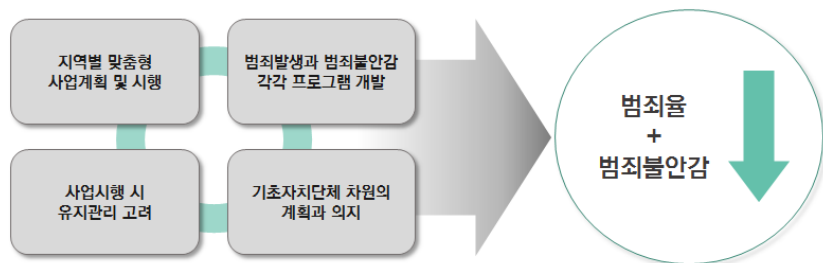 지역별 맞춤형
사업계획 및 시행
범죄발생과 범죄불안감
각각 프로그램 개발
사업시행 시
유지관리 고려
기초자치단체 차원의
계획과 의지
범죄율
+
범죄불안감